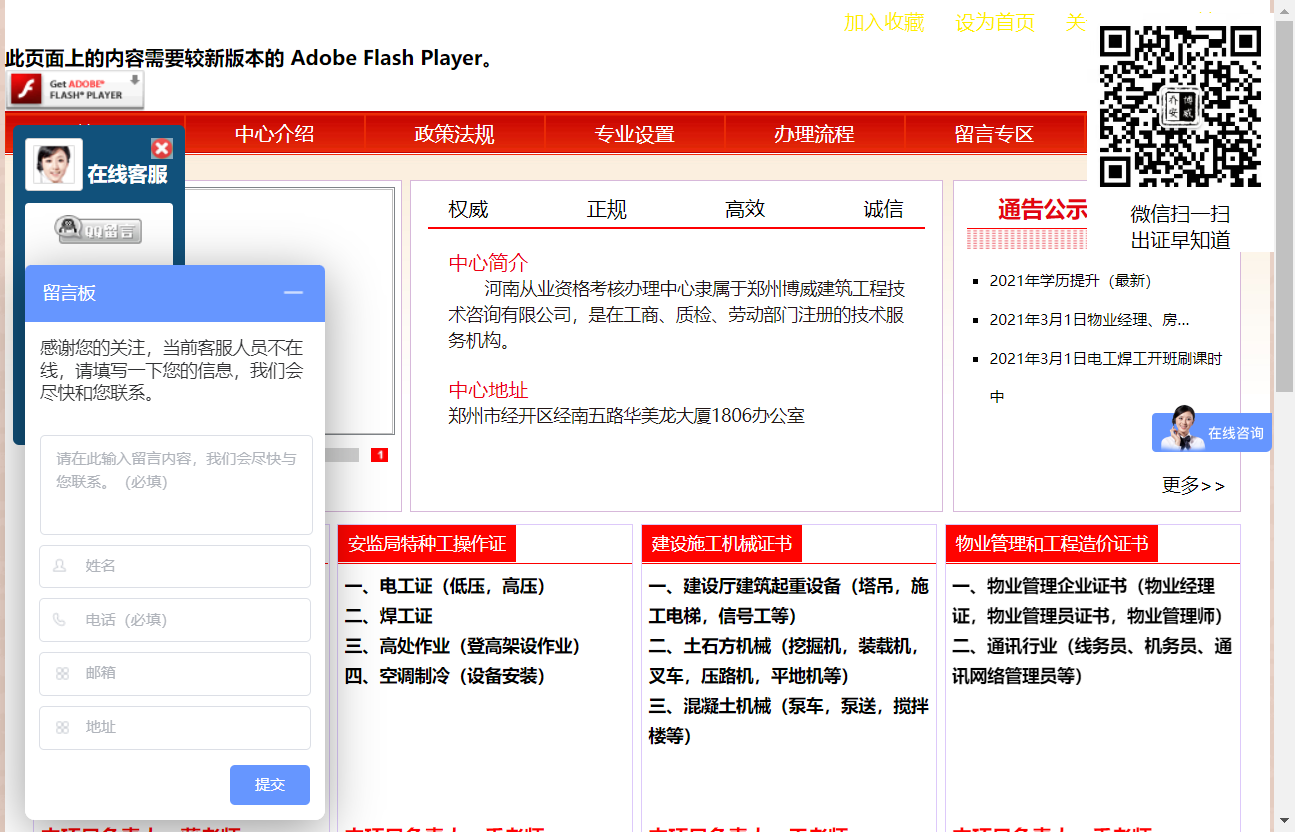 加入收藏 设为首页 关
此页面上的内容需要较新版本的 Adobe Flash Player。
Get ADOBE®
FLASH® PLAYER
中心介绍 政策法规 专业设置 办理流程 留言专区
乔 博
安 威
微信扫一扫
出证早知道
在线客服
QQ留言
留言板
感谢您的关注，当前客服人员不在
线，请填写一下您的信息，我们会
尽快和您联系。
请在此输入留言内容，我们会尽快与
您联系。（必填）
姓名
电话（必填）
邮箱
地址
提交
1
权威 正规 高效 诚信
中心简介
河南从业资格考核办理中心隶属于郑州博威建筑工程技
术咨询有限公司，是在工商、质检、劳动部门注册的技术服
务机构。
中心地址
郑州市经开区经南五路华美龙大厦1806办公室
通告公示
2021年学历提升（最新）
2021年3月1日物业经理、房...
2021年3月1日电工焊工开班刷课时
中
在线咨询
更多>>
安监局特种工操作证
一、电工证（低压，高压）
二、焊工证
三、高处作业（登高架设作业）
四、空调制冷（设备安装）
建设施工机械证书
一、建设厅建筑起重设备（塔吊，施
工电梯，信号工等）
二、土石方机械（挖掘机，装载机，
叉车，压路机，平地机等）
三、混凝土机械（泵车，泵送，搅拌
楼等）
物业管理和工程造价证书
一、物业管理企业证书（物业经理
证，物业管理员证书，物业管理师）
二、通讯行业（线务员、机务员、通
讯网络管理员等）